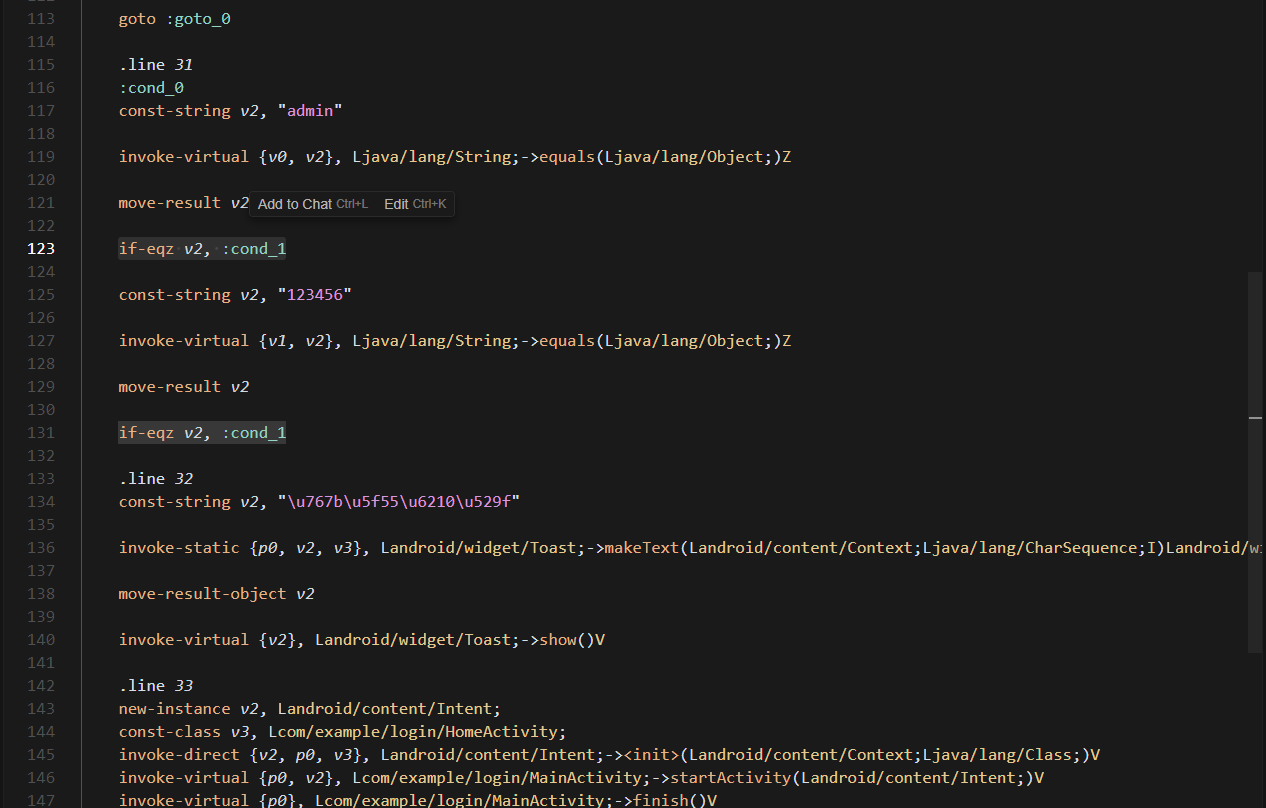 113 goto :goto_0
114
115 .line 31
116 :cond_0
117 const-string v2, "admin"
118
119 invoke-virtual {v0, v2}, Ljava/lang/String;->equals(Ljava/lang/Object;)Z
120
121 move-result v2 Add to Chat Ctrl+L Edit Ctrl+K
122
123 if-eqz v2, :cond_1
124
125 const-string v2, "123456"
126
127 invoke-virtual {v1, v2}, Ljava/lang/String;->equals(Ljava/lang/Object;)Z
128
129 move-result v2
130
131 if-eqz v2, :cond_1
132
133 .line 32
134 const-string v2, "\u767b\u5f55\u6210\u529f"
135
136 invoke-static {p0, v2, v3}, Landroid/widget/Toast;->makeText(Landroid/content/Context;Ljava/lang/CharSequence;I)Landroid/w
137
138 move-result-object v2
139
140 invoke-virtual {v2}, Landroid/widget/Toast;->show()V
141
142 .line 33
143 new-instance v2, Landroid/content/Intent;
144 const-class v3, Lcom/example/login/HomeActivity;
145 invoke-direct {v2, p0, v3}, Landroid/content/Intent;-><init>(Landroid/content/Context;Ljava/lang/Class;)V
146 invoke-virtual {p0, v2}, Lcom/example/login/MainActivity;->startActivity(Landroid/content/Intent;)V
147 invoke-virtual {p0}, Lcom/example/login/MainActivity;->finish()V